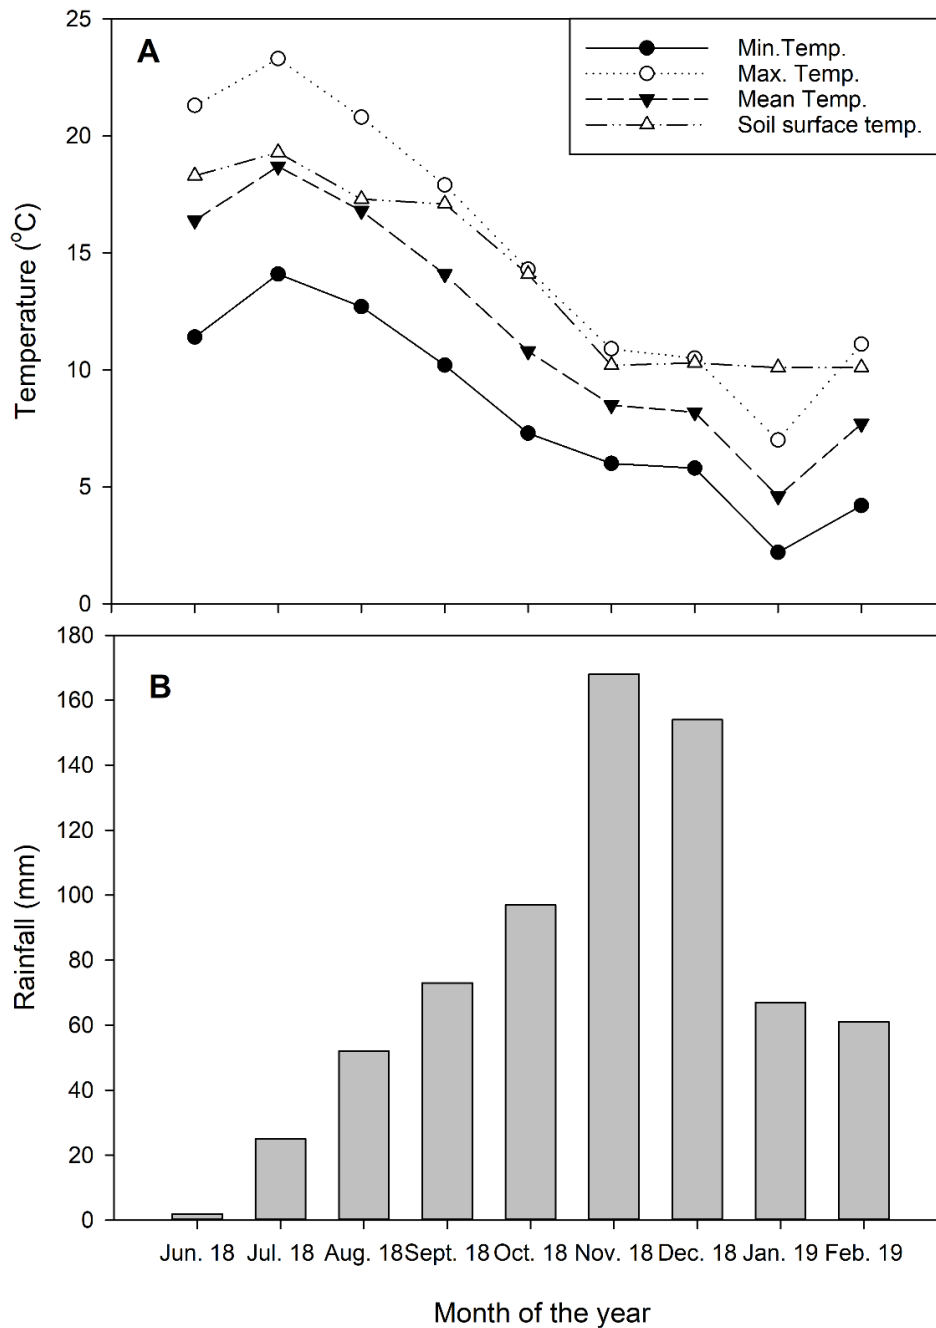 A
Min.Temp.
Max. Temp.
Mean Temp.
Soil surface temp.
25
20
15
10
5
0
Temperature (°C)
B
180
160
140
120
100
80
60
40
20
0
Rainfall (mm)
Jun. 18 Jul. 18 Aug. 18 Sept. 18 Oct. 18 Nov. 18 Dec. 18 Jan. 19 Feb. 19
Month of the year